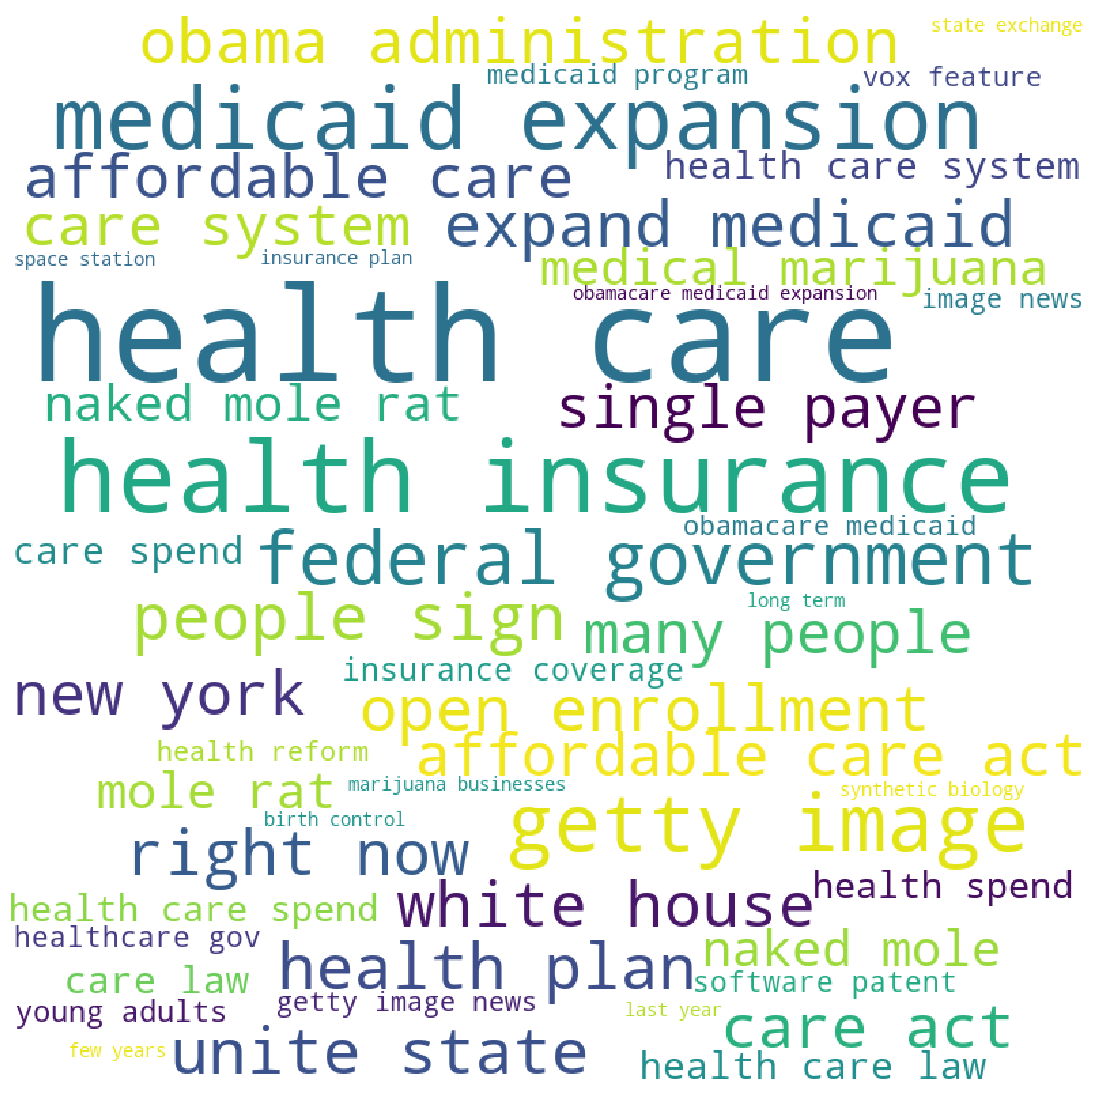 obama administration
state exchange
medicaid program
vox feature
medicaid expansion
affordable care
health care system
care system
expand medicaid
space station
insurance plan
medical marijuana
obamacare medicaid expansion
image news
health care
naked mole rat
single payer
health insurance
obamacare medicaid
care spend
federal government
people sign
long term
many people
insurance coverage
new york
open enrollment
health reform
affordable care act
mole rat
marijuana businesses
synthetic biology
birth control
getty image
right now
health care spend
white house
health spend
healthcare gov
naked mole
care law
health plan
software patent
young adults
getty image news
last year
care act
few years
unite state
health care law